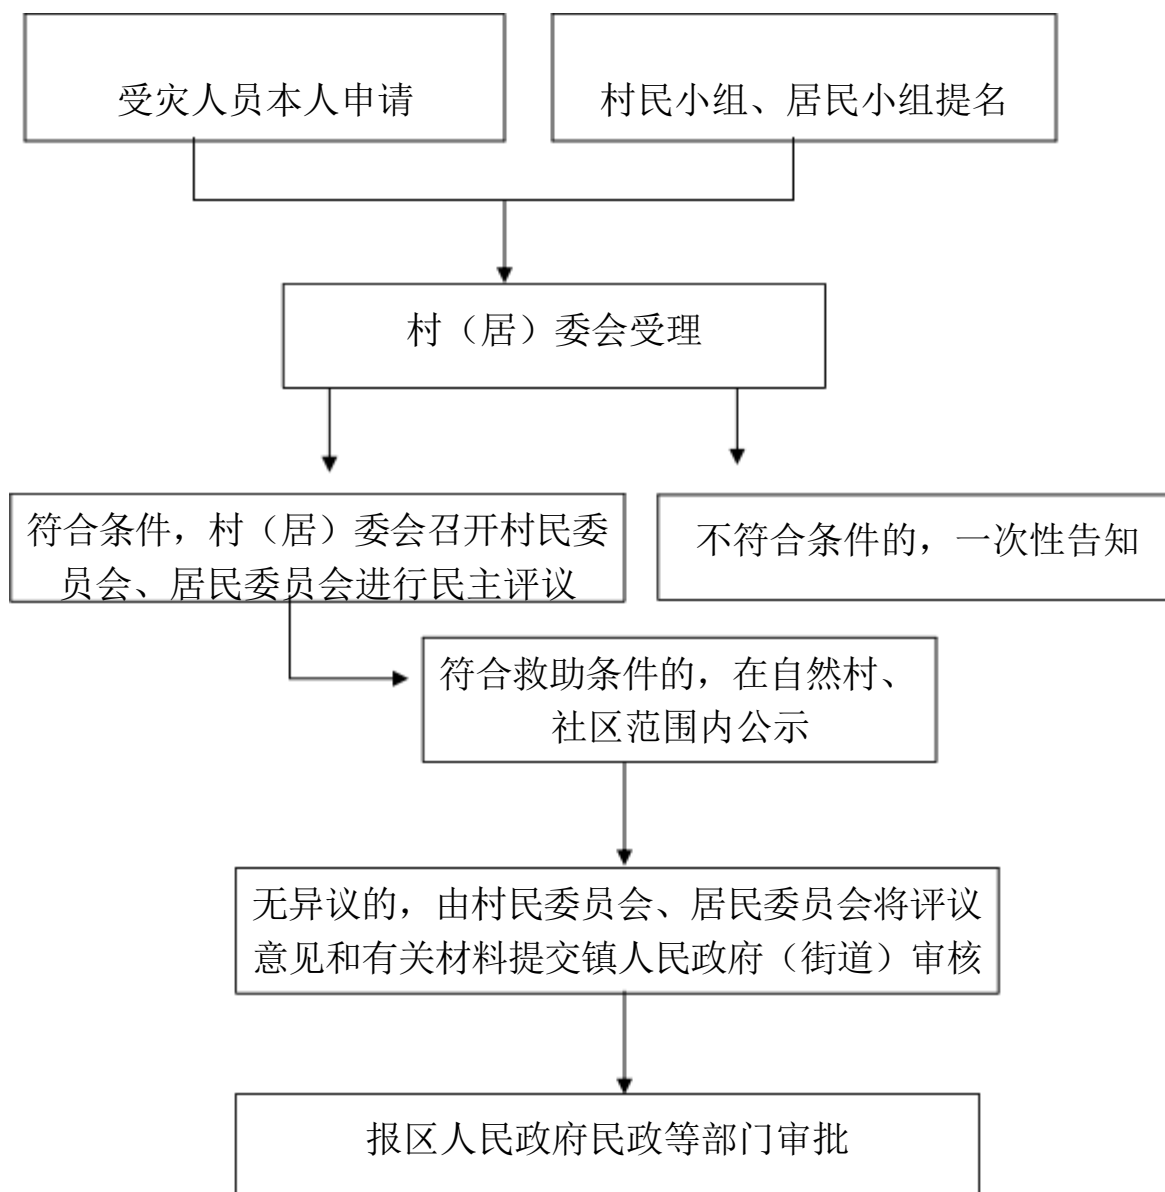 受灾人员本人申请
村民小组、居民小组提名
村（居）委会受理
符合条件，村（居）委会召开村民委
员会、居民委员会进行民主评议
不符合条件的，一次性告知
符合救助条件的，在自然村、
社区范围内公示
无异议的，由村民委员会、居民委员会将评议
意见和有关材料提交镇人民政府（街道）审核
报区人民政府民政等部门审批